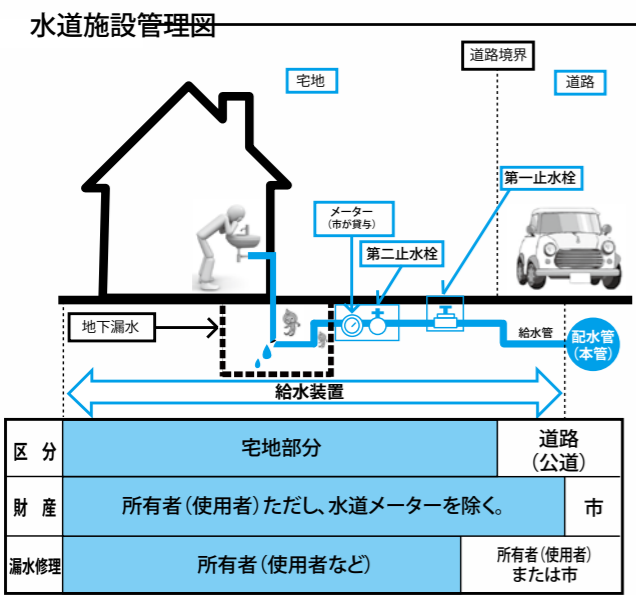 水道施設管理図
道路境界
宅地
道路
第一止水栓
メーター
(市が貸与)
第二止水栓
地下漏水
給水管
配水管
(本管)
給水装置
区 分
宅地部分
道路
(公道)
財 産
所有者(使用者)ただし、水道メーターを除く。
市
漏水修理
所有者(使用者など)
所有者(使用者)
または市